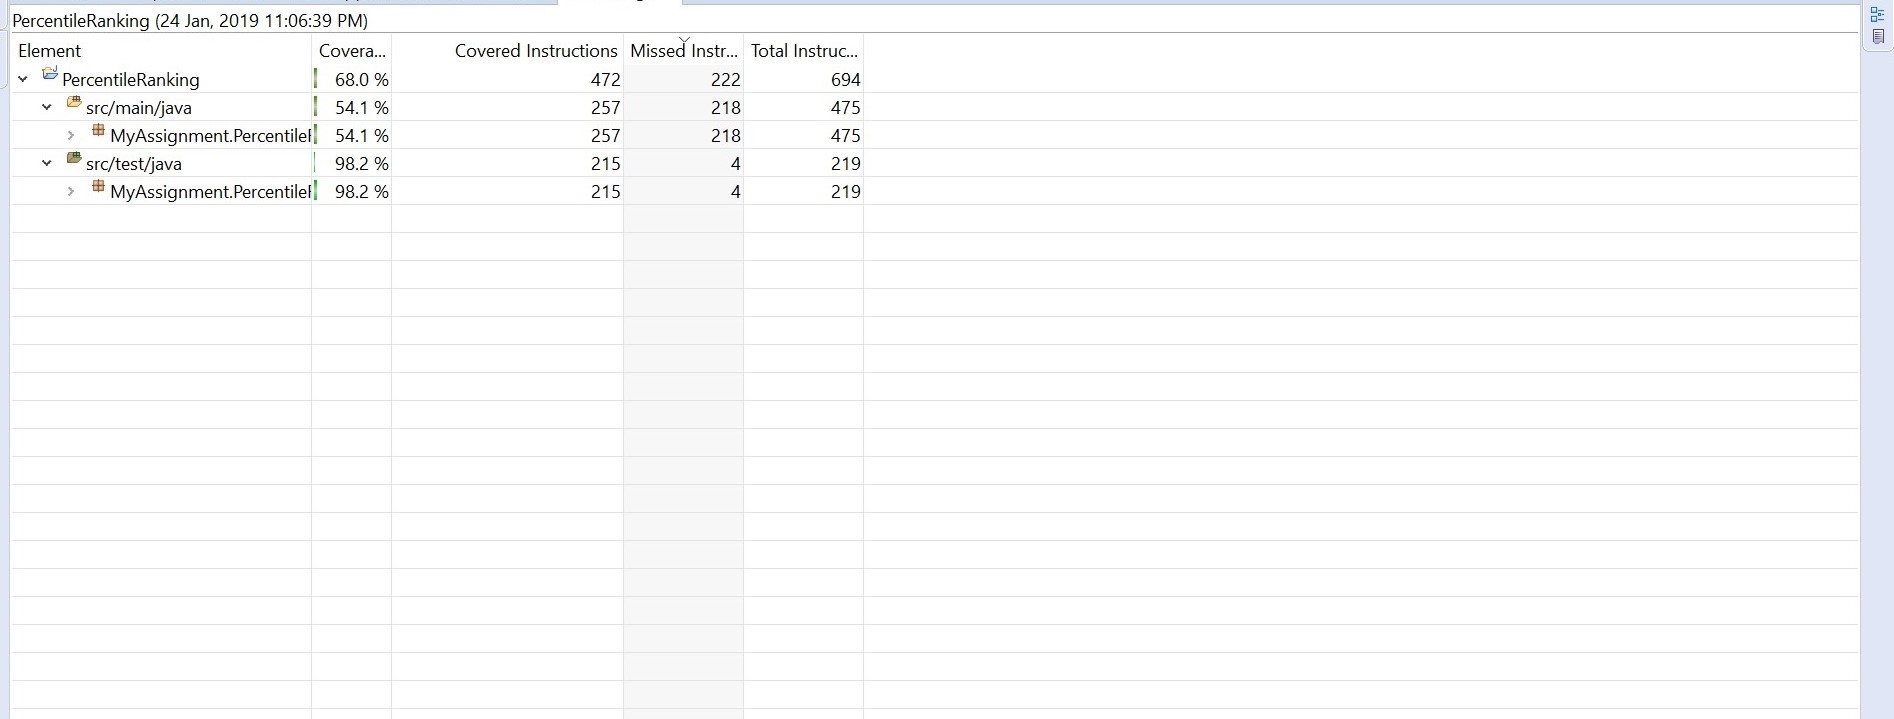 PercentileRanking (24 Jan, 2019 11:06:39 PM)
Element Covera... Covered Instructions Missed Instr... Total Instruc...
PercentileRanking 68.0 % 472 222 694
src/main/java 54.1 % 257 218 475
MyAssignment.Percentile 54.1 % 257 218 475
src/test/java 98.2 % 215 4 219
MyAssignment.Percentile 98.2 % 215 4 219